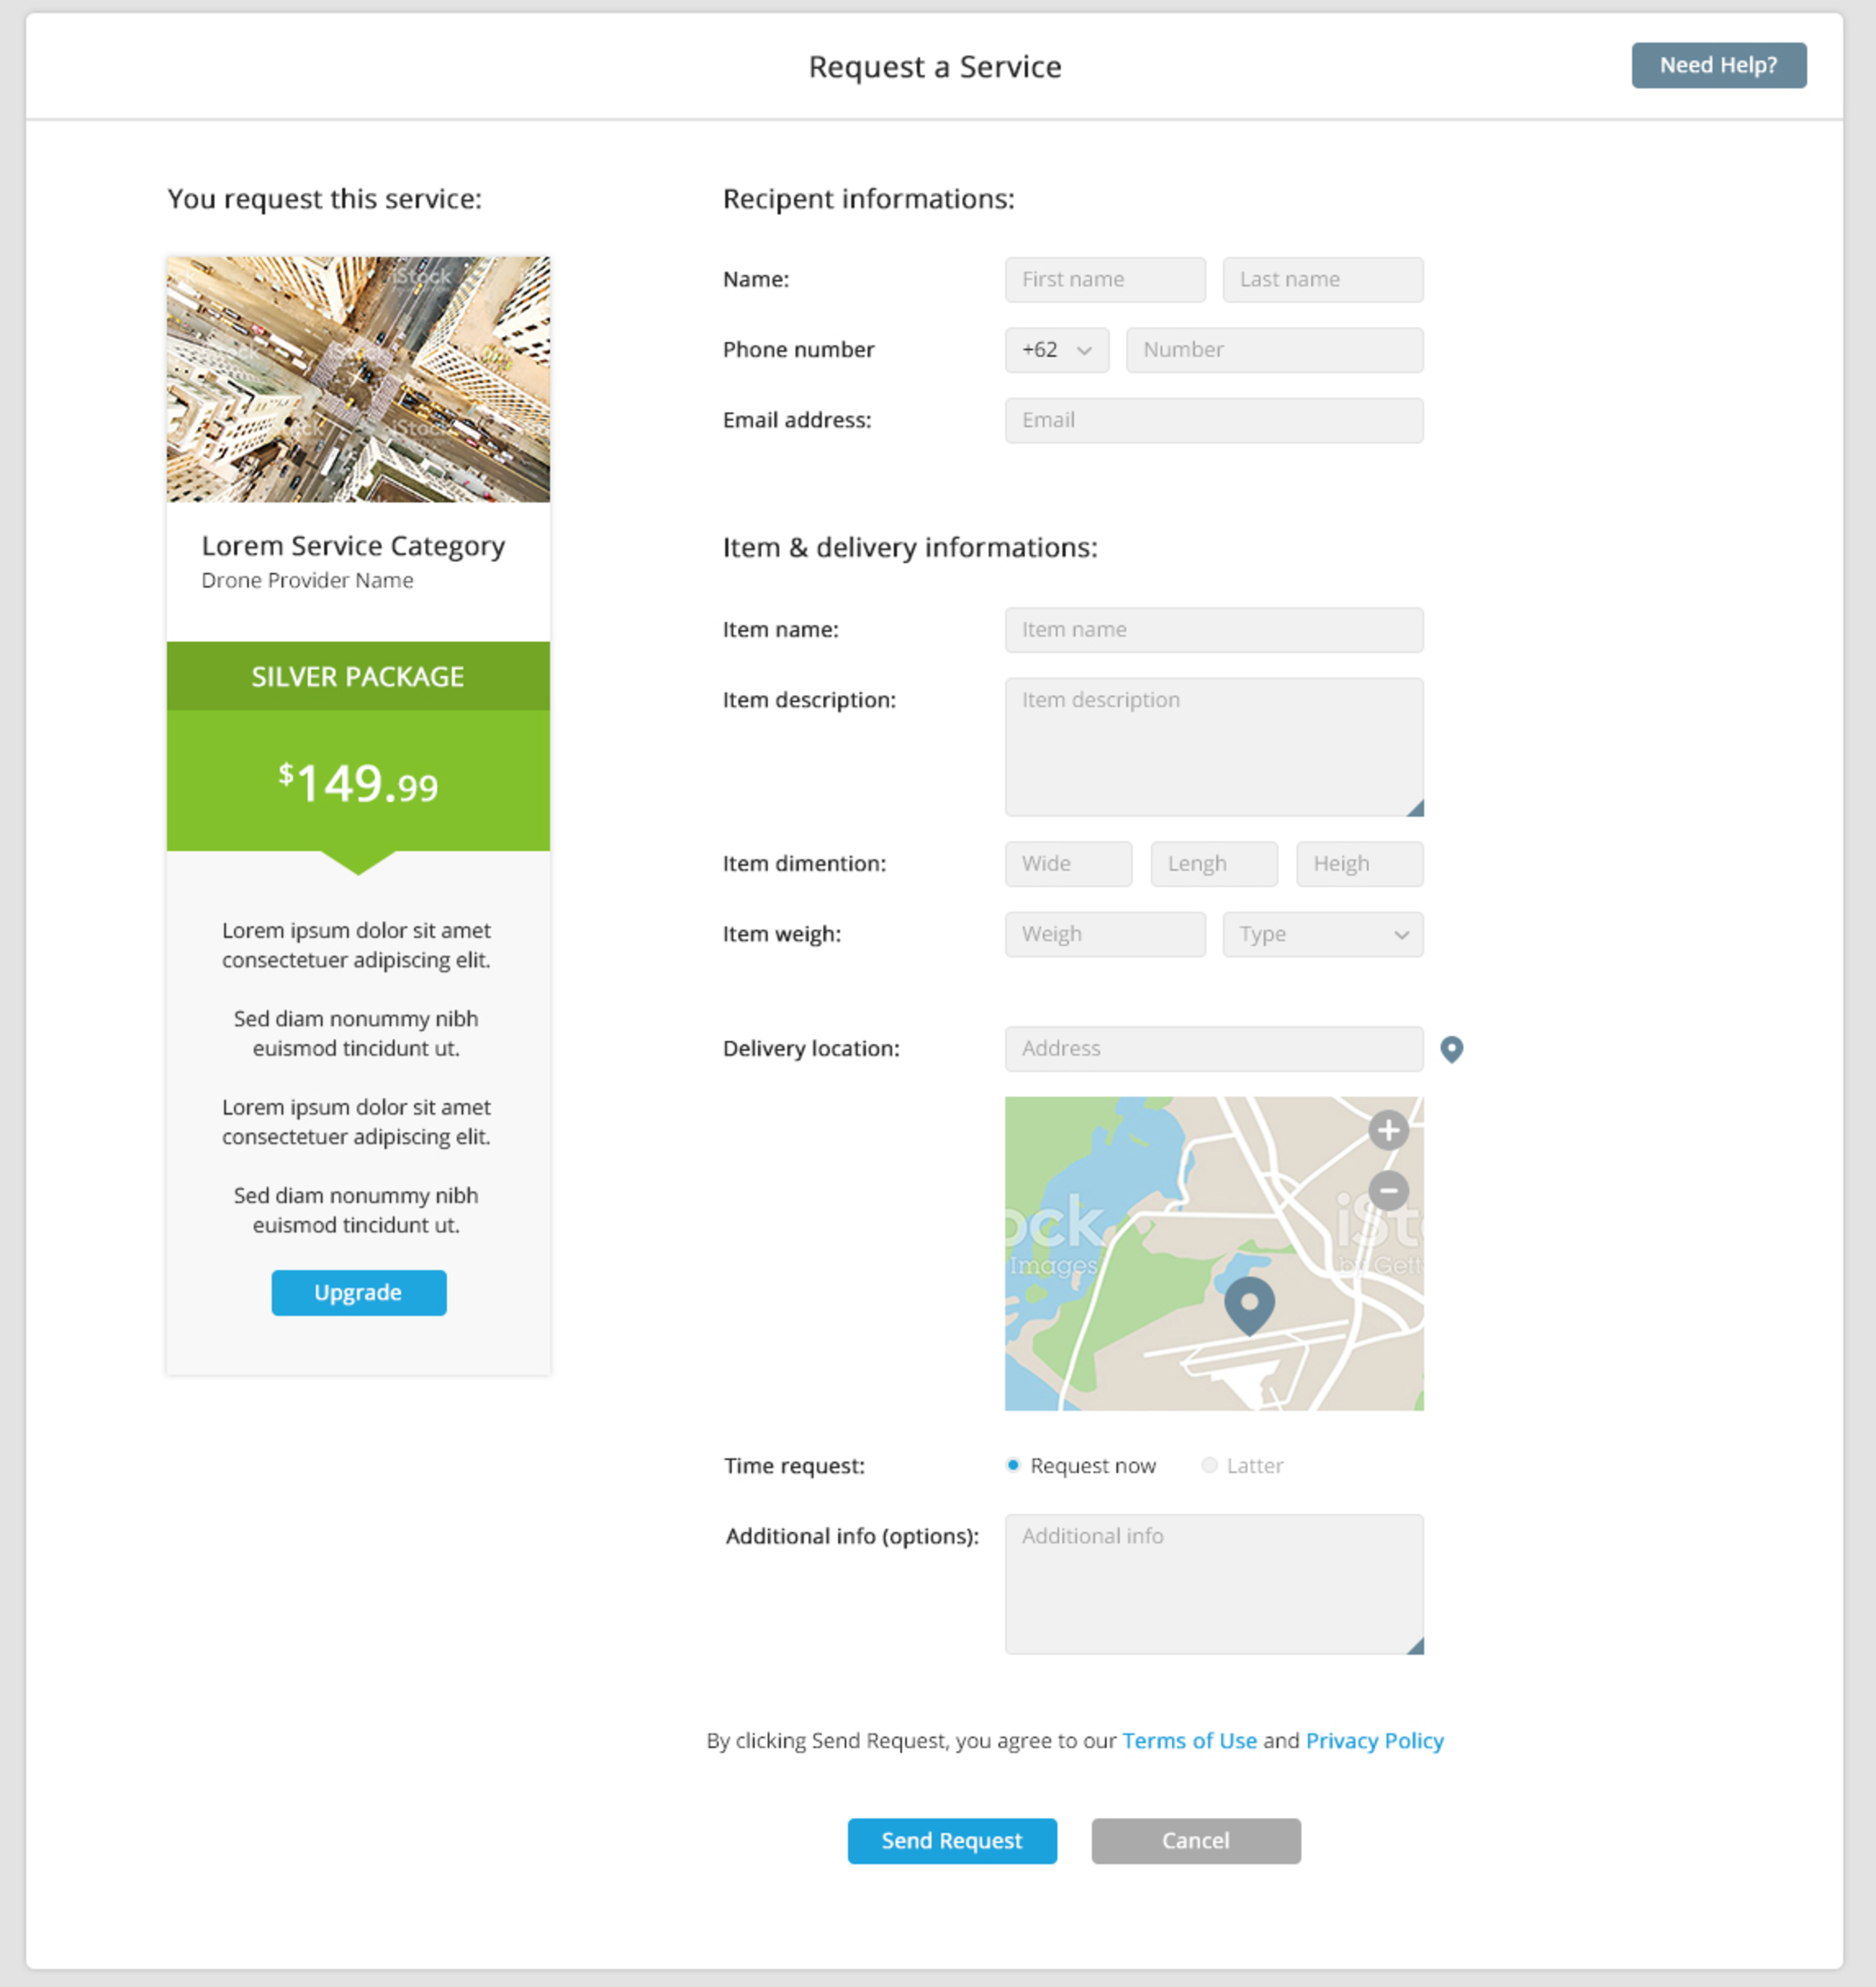 Request a Service
Need Help?
You request this service:
iStock
iStock
Lorem Service Category
Drone Provider Name
SILVER PACKAGE
$149.99
Lorem ipsum dolor sit amet
consectetuer adipiscing elit.
Sed diam nonummy nibh
euismod tincidunt ut.
Lorem ipsum dolor sit amet
consectetuer adipiscing elit.
Sed diam nonummy nibh
euismod tincidunt ut.
Upgrade
Recipent informations:
Name: First name Last name
Phone number +62 Number
Email address: Email
Item & delivery informations:
Item name: Item name
Item description: Item description
Item dimention: Wide Lengh Heigh
Item weigh: Weigh Type
Delivery location: Address
ock iSt
Images by Gett
Time request: Request now Latter
Additional info (options): Additional info
By clicking Send Request, you agree to our Terms of Use and Privacy Policy
Send Request Cancel